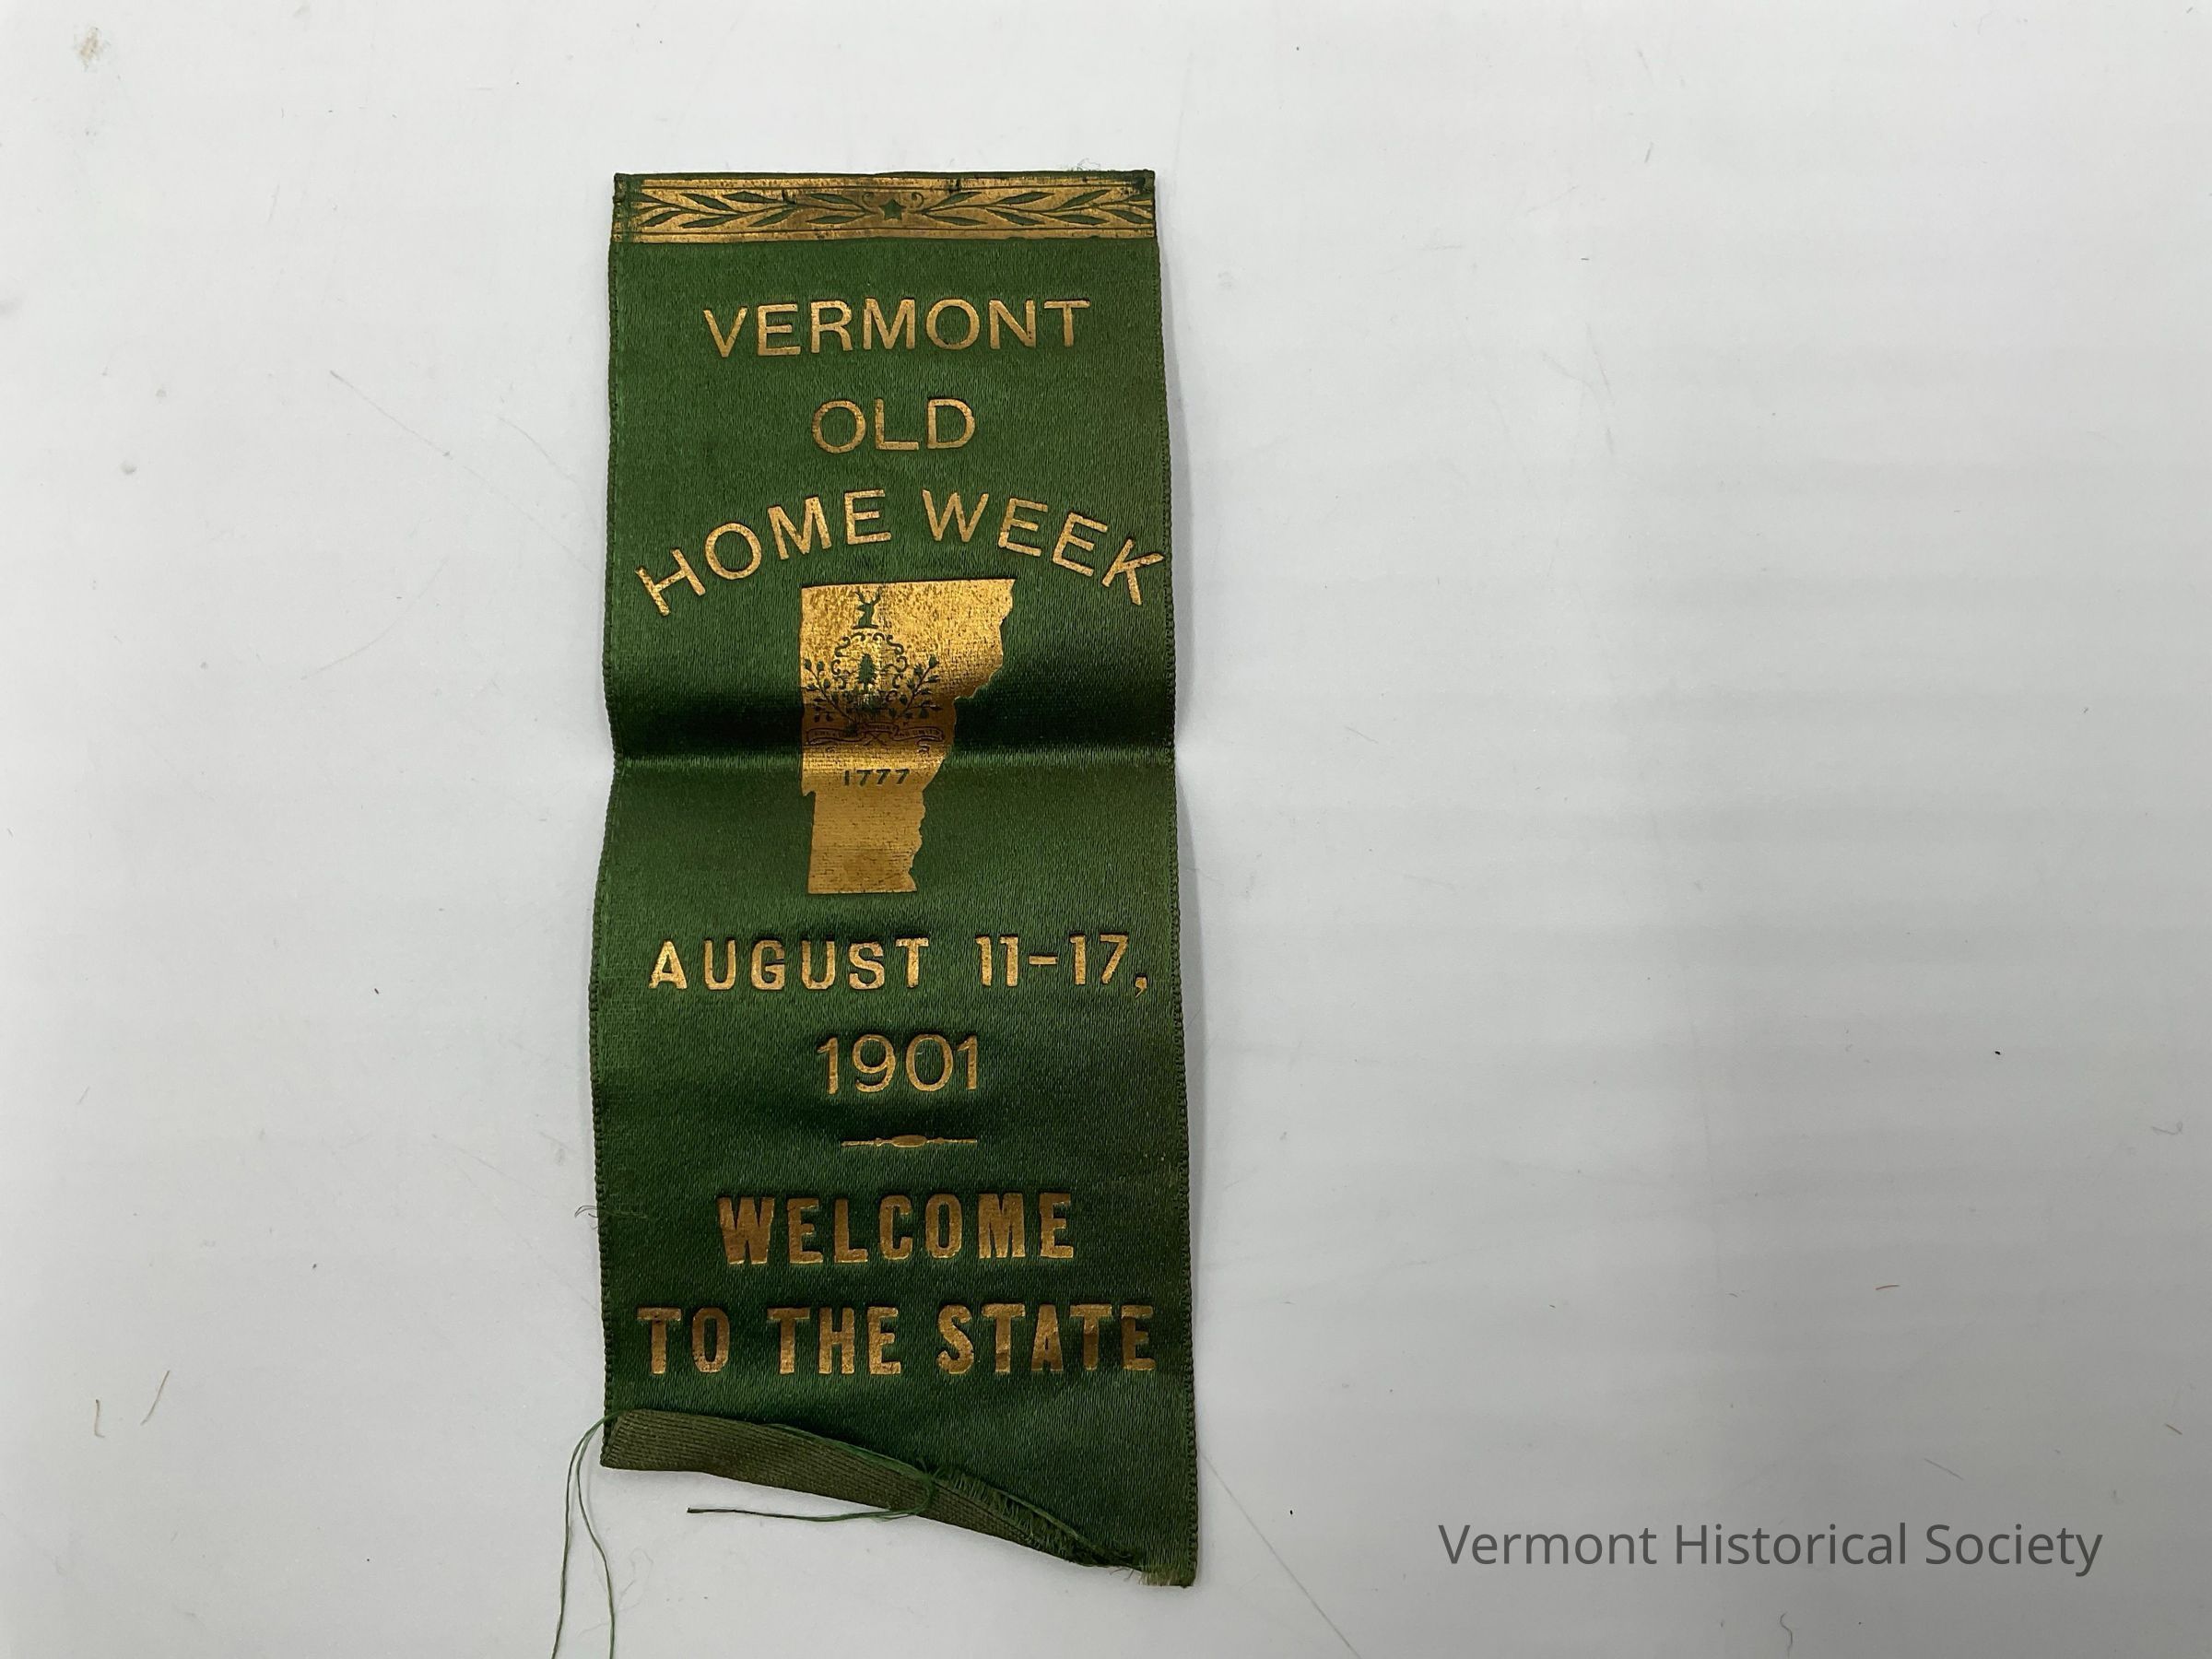 VERMONT
OLD
HOME WEEK
1777
AUGUST 11-17,
1901
WELCOME
TO THE STATE
Vermont Historical Society